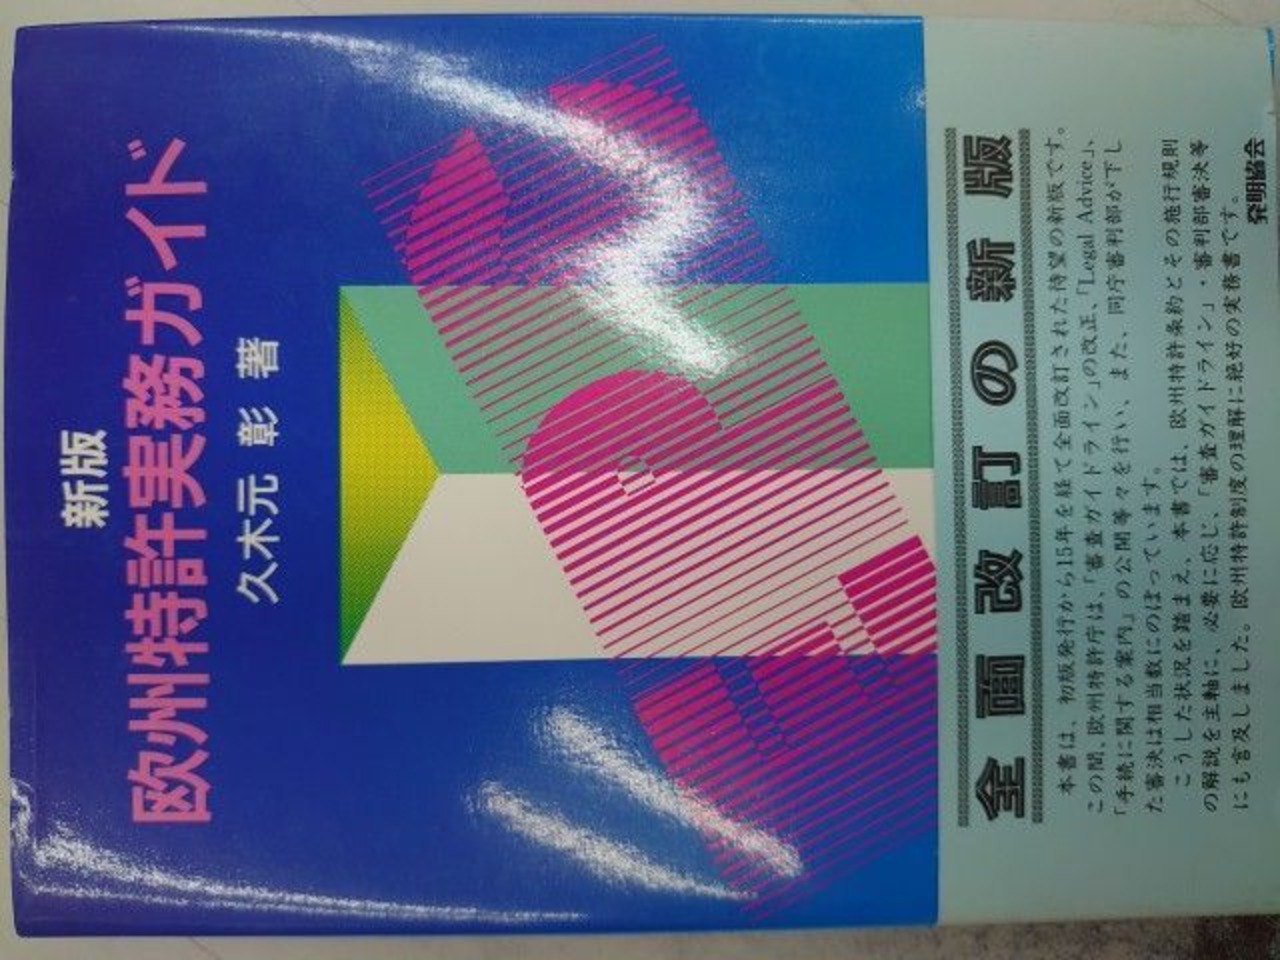 新版
欧州特許実務ガイド
久木元 彰 著
全面改訂の新版
本書は、初版発行から15年を経て全面改訂された待望の新版です。
この間、欧州特許庁は、「審査ガイドライン」の改正、「Legal Advice」、
「手続に関する案内」の公開等々を行い、また、同庁審判部が下し
た審決は相当数にのぼっています。
こうした状況を踏まえ、本書では、欧州特許条約とその施行規則
の解説を主軸に、必要に応じ、「審査ガイドライン」・審判部審決等
にも言及しました。欧州特許制度の理解に絶好の実務書です。
発明協会